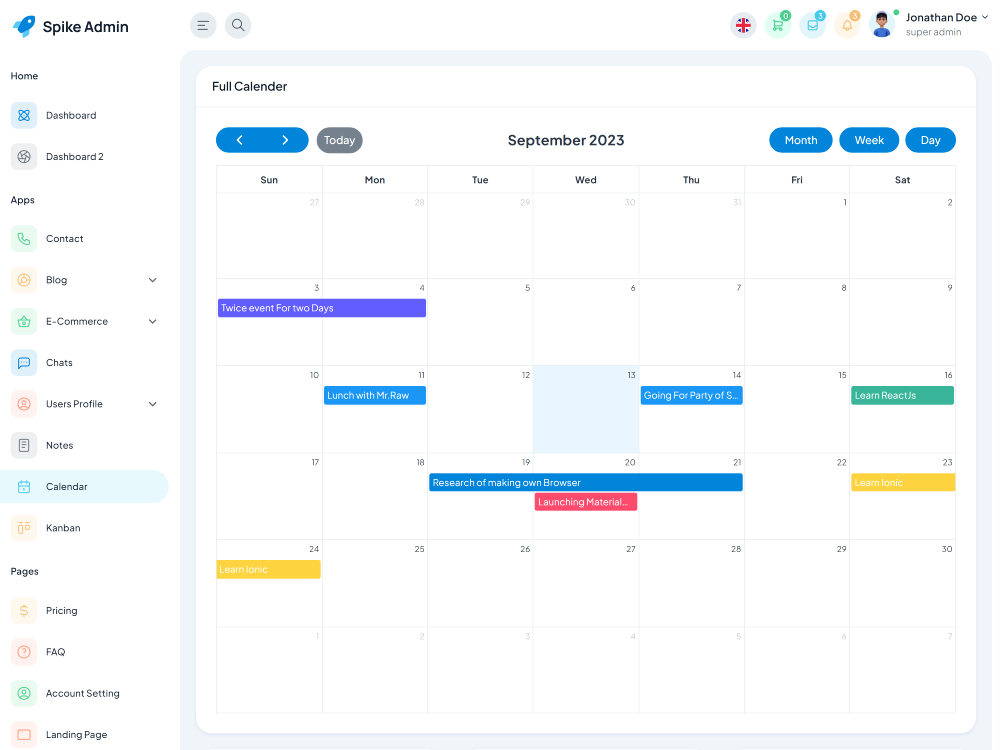 Spike Admin
0
3
3
Jonathan Doe
super admin
Home
Dashboard
Dashboard 2
Apps
Contact
Blog
E-Commerce
Chats
Users Profile
Notes
Calendar
Kanban
Pages
Pricing
FAQ
Account Setting
Landing Page
Full Calender
Today
September 2023
Month Week Day
Sun Mon Tue Wed Thu Fri Sat
27 28 29 30 31 1 2
3 4 5 6 7 8 9
Twice event For two Days
10 11 12 13 14 15 16
Lunch with Mr.Raw Going For Party of S... Learn ReactJs
17 18 19 20 21 22 23
Research of making own Browser Learn Ionic
Launching Material...
24 25 26 27 28 29 30
Learn Ionic
1 2 3 4 5 6 7